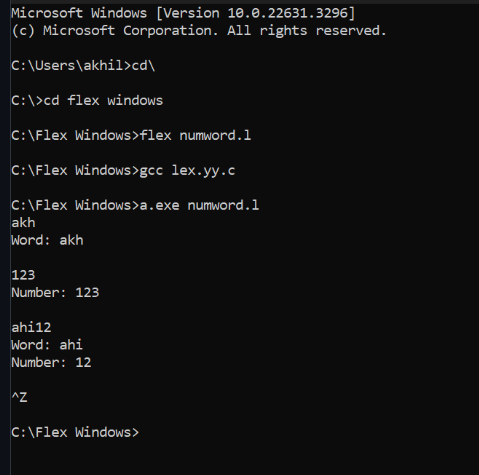 Microsoft Windows [Version 10.0.22631.3296]
(c) Microsoft Corporation. All rights reserved.
C:\Users\akhil>cd\
C:\>cd flex windows
C:\Flex Windows>flex numword.l
C:\Flex Windows>gcc lex.yy.c
C:\Flex Windows>a.exe numword.l
akh
Word: akh
123
Number: 123
ahi12
Word: ahi
Number: 12
^Z
C:\Flex Windows>